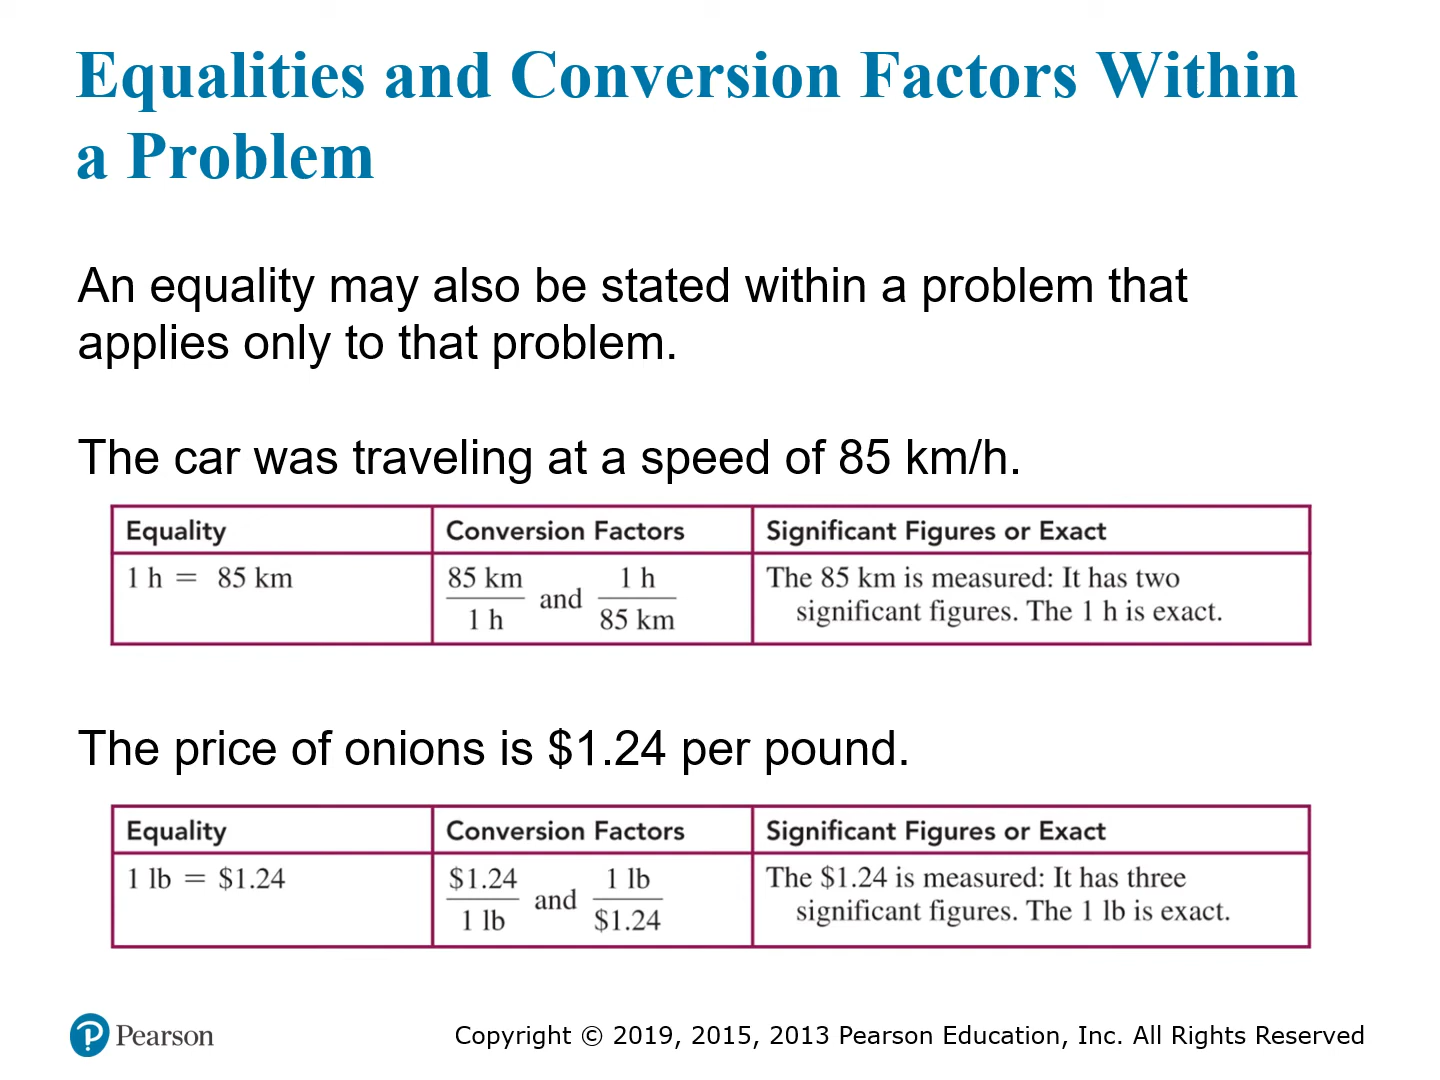 Equalities and Conversion Factors Within
a Problem
An equality may also be stated within a problem that
applies only to that problem.
The car was traveling at a speed of 85 km/h.
Equality Conversion Factors Significant Figures or Exact
1 h = 85 km
85 km / 1 h and 1 h / 85 km
The 85 km is measured: It has two
significant figures. The 1 h is exact.
The price of onions is $1.24 per pound.
Equality Conversion Factors Significant Figures or Exact
1 lb = $1.24
$1.24 / 1 lb and 1 lb / $1.24
The $1.24 is measured: It has three
significant figures. The 1 lb is exact.
P Pearson
Copyright © 2019, 2015, 2013 Pearson Education, Inc. All Rights Reserved